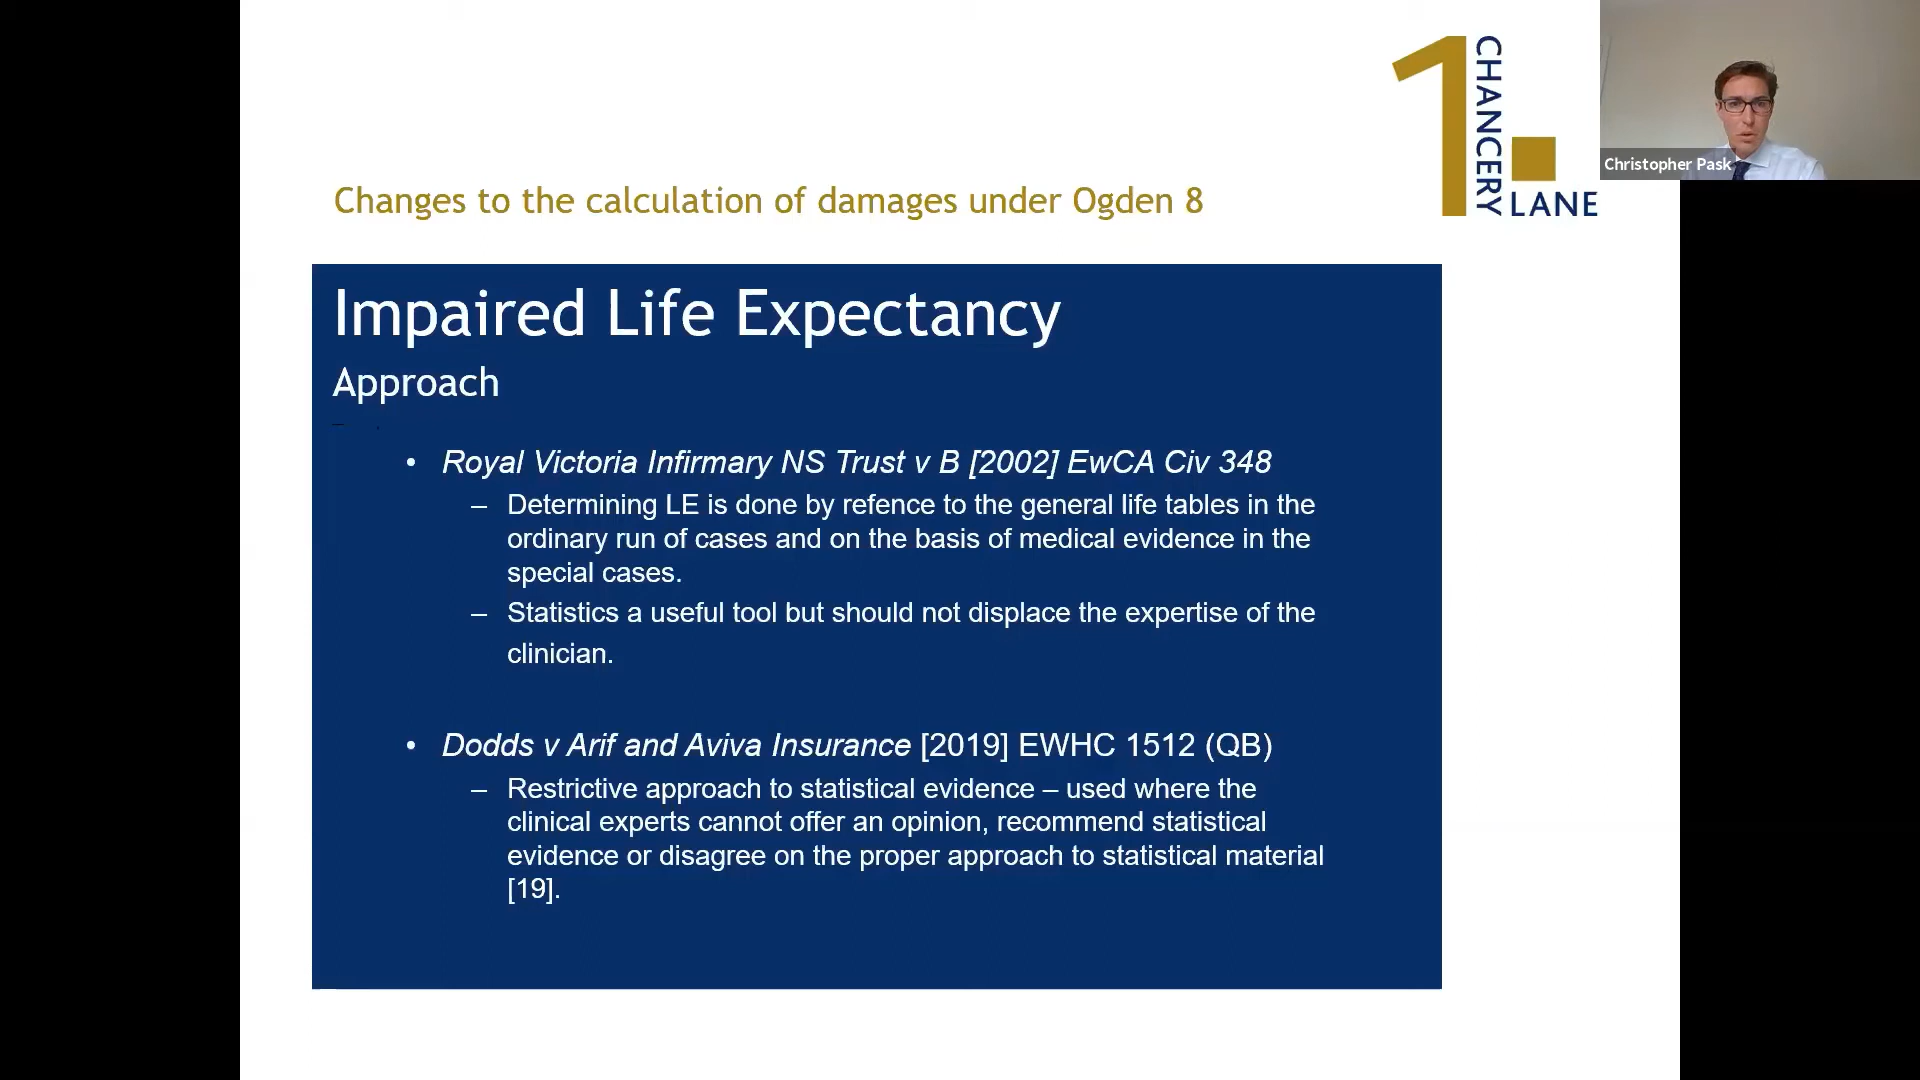 1 CHANCERY LANE
Christopher Pask
Changes to the calculation of damages under Ogden 8
Impaired Life Expectancy
Approach
• Royal Victoria Infirmary NS Trust v B [2002] EwCA Civ 348
– Determining LE is done by refence to the general life tables in the
ordinary run of cases and on the basis of medical evidence in the
special cases.
– Statistics a useful tool but should not displace the expertise of the
clinician.
• Dodds v Arif and Aviva Insurance [2019] EWHC 1512 (QB)
– Restrictive approach to statistical evidence – used where the
clinical experts cannot offer an opinion, recommend statistical
evidence or disagree on the proper approach to statistical material
[19].